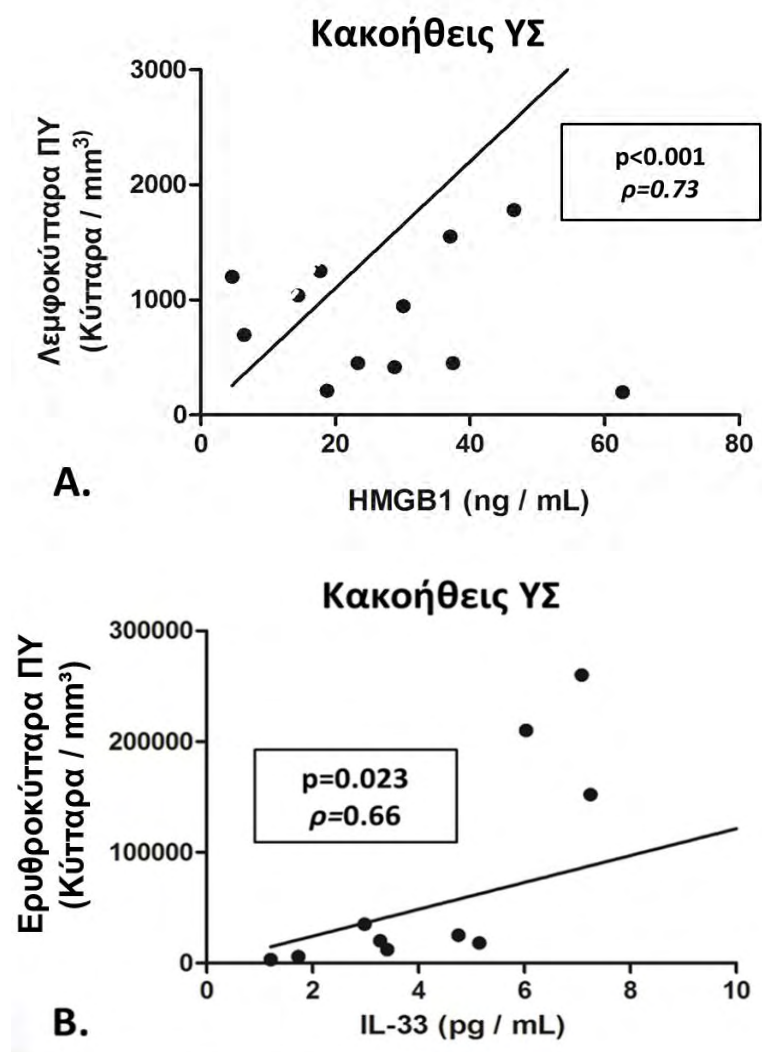 Κακοήθεις ΥΣ
Λεμφοκύτταρα ΠΥ
(Κύτταρα / mm³)
3000
2000
1000
0
p<0.001
ρ=0.73
0 20 40 60 80
A.
HMGB1 (ng / mL)
Κακοήθεις ΥΣ
Ερυθροκύτταρα ΠΥ
(Κύτταρα / mm³)
300000
200000
100000
0
p=0.023
ρ=0.66
0 2 4 6 8 10
B.
IL-33 (pg / mL)